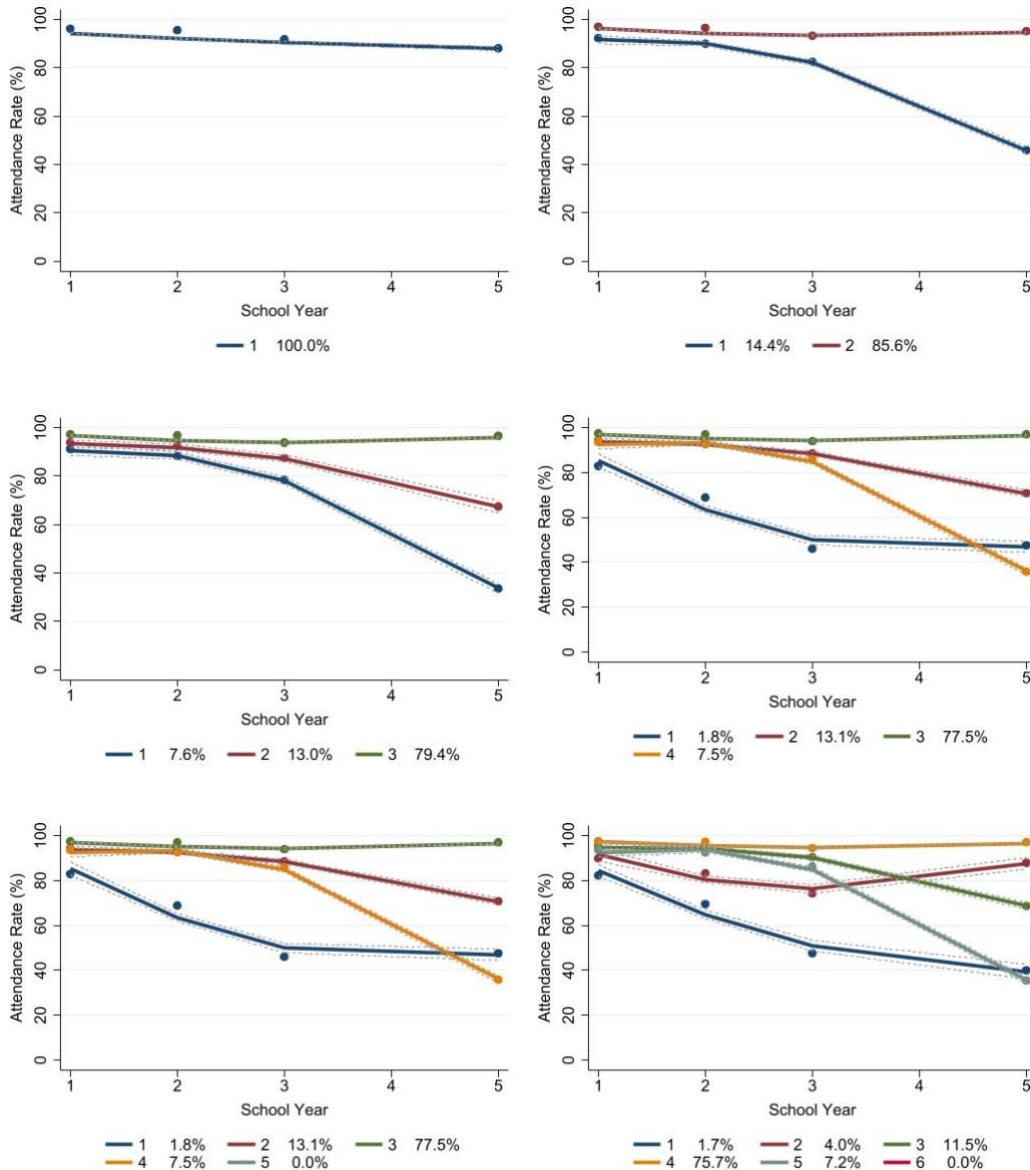 Attendance Rate (%)
100
80
60
40
20
0
1 2 3 4 5
School Year
1 100.0%
Attendance Rate (%)
100
80
60
40
20
0
1 2 3 4 5
School Year
1 14.4% 2 85.6%
Attendance Rate (%)
100
80
60
40
20
0
1 2 3 4 5
School Year
1 7.6% 2 13.0% 3 79.4%
Attendance Rate (%)
100
80
60
40
20
0
1 2 3 4 5
School Year
1 1.8% 2 13.1% 3 77.5%
4 7.5%
Attendance Rate (%)
100
80
60
40
20
0
1 2 3 4 5
School Year
1 1.8% 2 13.1% 3 77.5%
4 7.5% 5 0.0%
Attendance Rate (%)
100
80
60
40
20
0
1 2 3 4 5
School Year
1 1.7% 2 4.0% 3 11.5%
4 75.7% 5 7.2% 6 0.0%